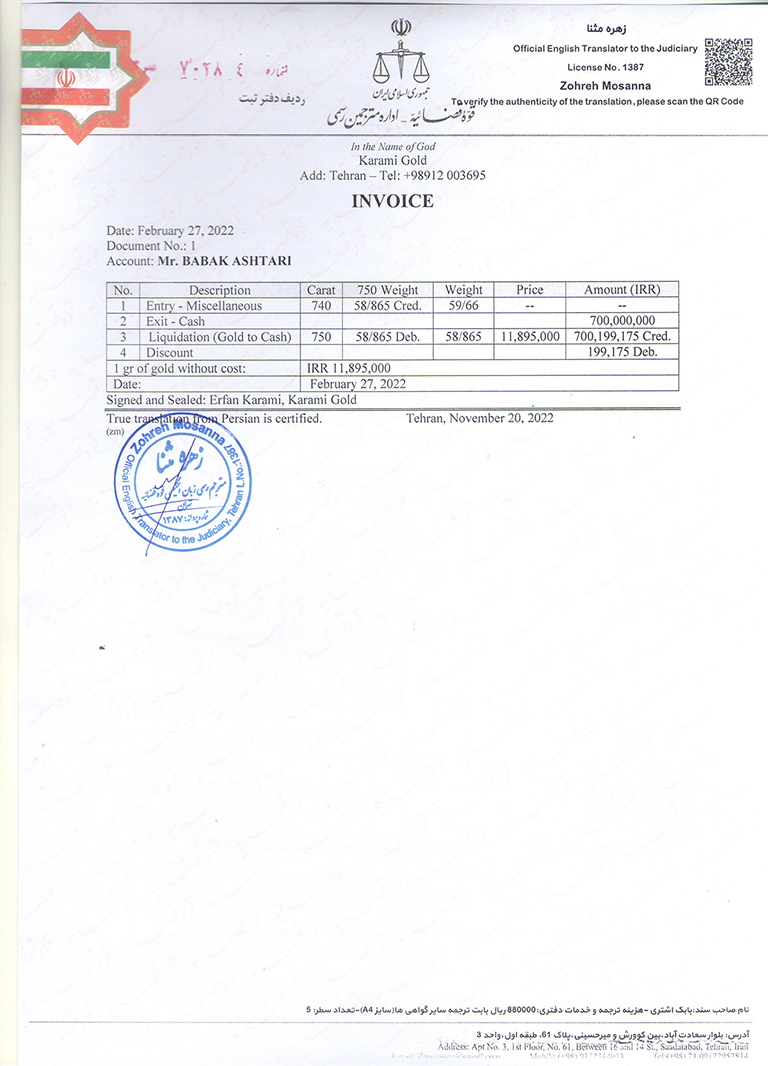 زهره مثنا
Official English Translator to the Judiciary
License No. 1387
Zohreh Mosanna
To verify the authenticity of the translation, please scan the QR Code
شماره
ردیف دفتر ثبت
جمهوری اسلامی ایران
قوهٔ قضائیهٔ - اداره مترجمین رسمی
In the Name of God
Karami Gold
Add: Tehran – Tel: +98912 003695
INVOICE
Date: February 27, 2022
Document No.: 1
Account: Mr. BABAK ASHTARI
No. Description Carat 750 Weight Weight Price Amount (IRR)
1 Entry - Miscellaneous 740 58/865 Cred. 59/66 -- --
2 Exit - Cash 700,000,000
3 Liquidation (Gold to Cash) 750 58/865 Deb. 58/865 11,895,000 700,199,175 Cred.
4 Discount 199,175 Deb.
1 gr of gold without cost: IRR 11,895,000
Date: February 27, 2022
Signed and Sealed: Erfan Karami, Karami Gold
True translation from Persian is certified. Tehran, November 20, 2022
(zm)
Zohreh Mosanna
زهره مثنا
مترجم رسمی زبان انگلیسی قوه قضائیه
تهران
شماره پروانه: ۱۳۸۷
Official English Translator to the Judiciary, Tehran L.No.:1387
نام صاحب سند:بابک اشتری -هزینه ترجمه و خدمات دفتری:880000 ریال بابت ترجمه سایر گواهی ها(سایز A4)-تعداد سطر: 5
آدرس: بلوار سعادت آباد،بین کوورش و میرحسینی،پلاک 61، طبقه اول،واحد 3
Address: Apt No. 3, 1st Floor, No. 61, Between 16 and 14 St., Saadatabad, Tehran, Iran